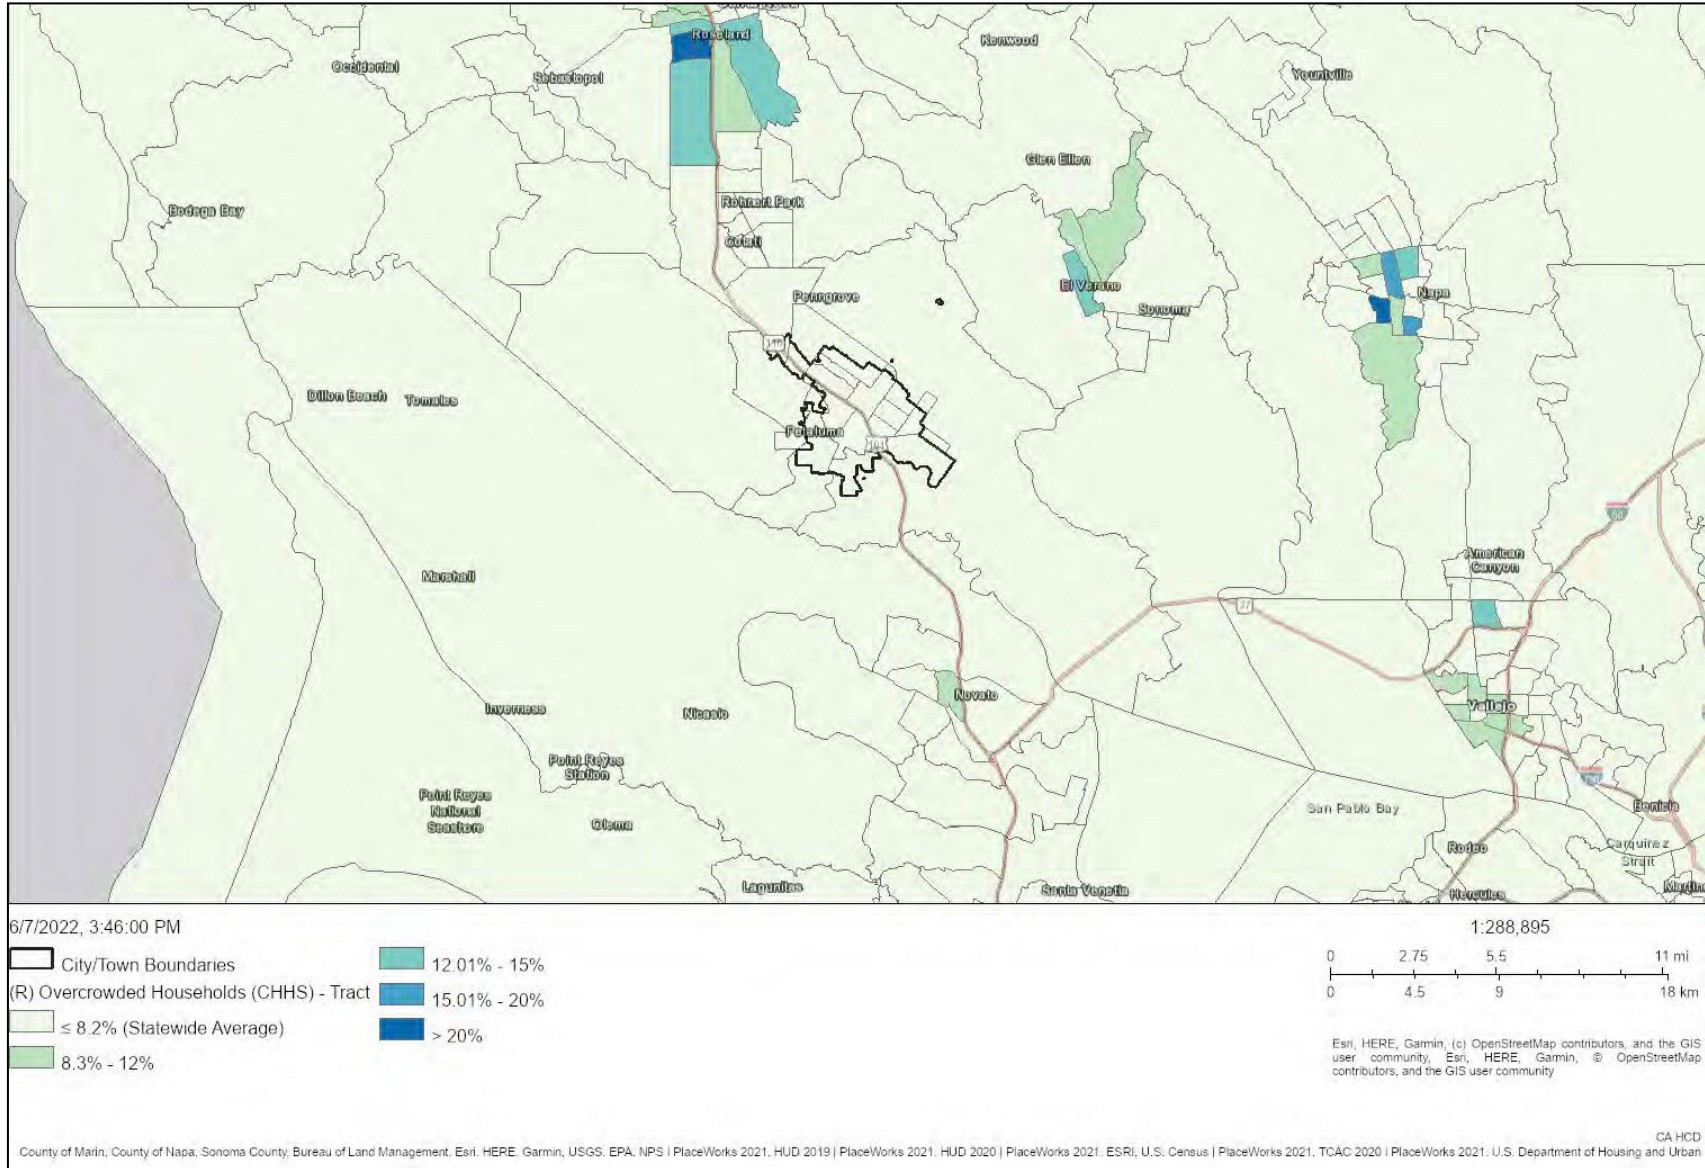 Roseland
Kenwood
Occidental
Sebastopol
Yountville
Glen Ellen
Bodega Bay
Rohnert Park
Cotati
El Verano
Napa
Penngrove
Sonoma
116
Dillon Beach
Tomales
Petaluma
101
80
American
Canyon
Marshall
37
Novato
Vallejo
Inverness
Nicasio
Point Reyes
Station
780
Point Reyes
National
Seashore
Olema
San Pablo Bay
Benicia
Rodeo
Carquinez
Strait
Lagunitas
Santa Venetia
Hercules
Martin
6/7/2022, 3:46:00 PM
1:288,895
City/Town Boundaries
(R) Overcrowded Households (CHHS) - Tract
≤ 8.2% (Statewide Average)
8.3% - 12%
12.01% - 15%
15.01% - 20%
> 20%
0 2.75 5.5 11 mi
0 4.5 9 18 km
Esri, HERE, Garmin, (c) OpenStreetMap contributors, and the GIS
user community, Esri, HERE, Garmin, © OpenStreetMap
contributors, and the GIS user community
CA HCD
County of Marin, County of Napa, Sonoma County, Bureau of Land Management, Esri, HERE, Garmin, USGS, EPA, NPS | PlaceWorks 2021, HUD 2019 | PlaceWorks 2021, HUD 2020 | PlaceWorks 2021, ESRI, U.S. Census | PlaceWorks 2021, TCAC 2020 | PlaceWorks 2021, U.S. Department of Housing and Urban